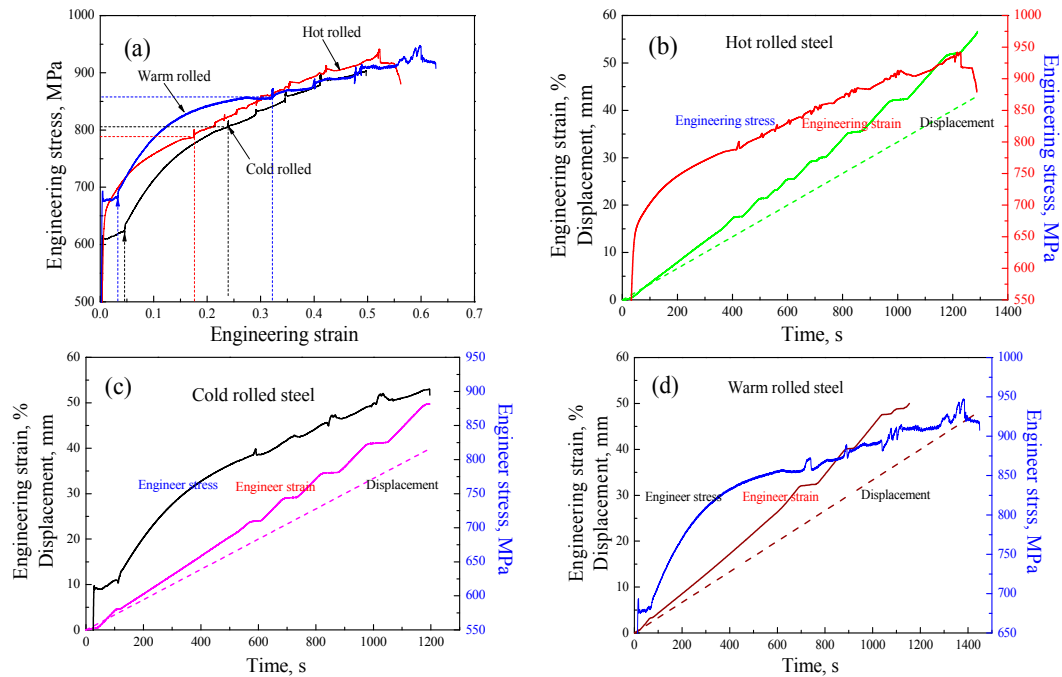 (a)
Hot rolled
Warm rolled
Cold rolled
Engineering stress, MPa
1000
900
800
700
600
500
0.0 0.1 0.2 0.3 0.4 0.5 0.6 0.7
Engineering strain
(b)
Hot rolled steel
Engineering stress
Engineering strain
Displacement
Engineering strain, %
Displacement, mm
60
50
40
30
20
10
0
0 200 400 600 800 1000 1200 1400
Time, s
1000
950
900
850
800
750
700
650
600
550
Engineering stress, MPa
(c)
Cold rolled steel
Engineer stress
Engineer strain
Displacement
Engineering strain, %
Displacement, mm
60
50
40
30
20
10
0
0 200 400 600 800 1000 1200
Time, s
950
900
850
800
750
700
650
600
550
Engineer stress, MPa
(d)
Warm rolled steel
Engineer stress
Engineer strain
Displacement
Engineering strain, %
Displacement, mm
60
50
40
30
20
10
0
0 200 400 600 800 1000 1200 1400
Time, s
1000
950
900
850
800
750
700
650
Engineer strss, MPa